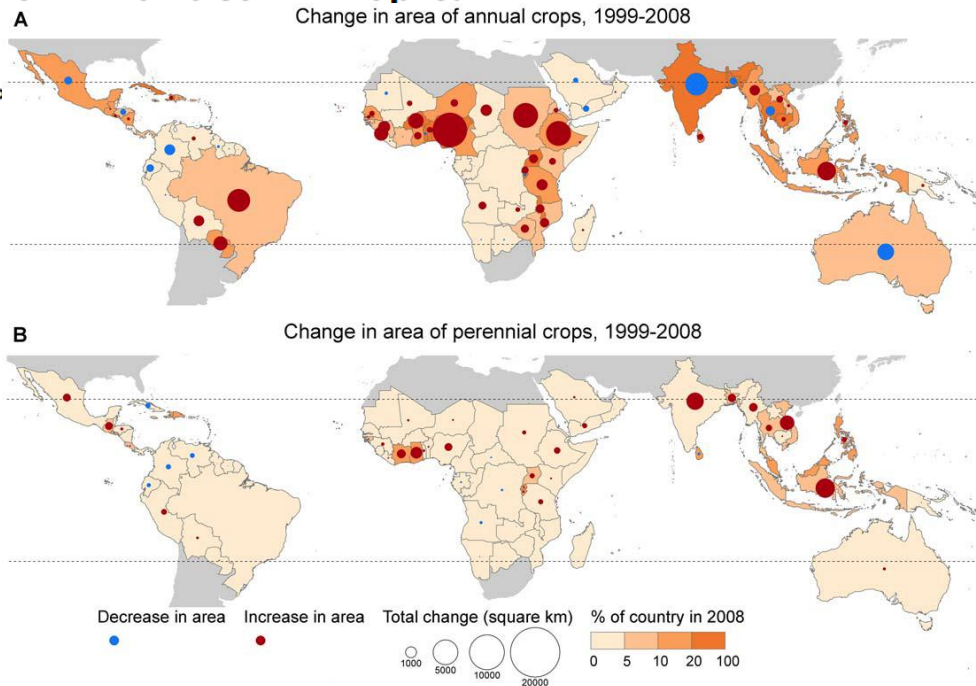 A
Change in area of annual crops, 1999-2008
B
Change in area of perennial crops, 1999-2008
Decrease in area
Increase in area
Total change (square km)
1000
5000
10000
20000
% of country in 2008
0 5 10 20 100